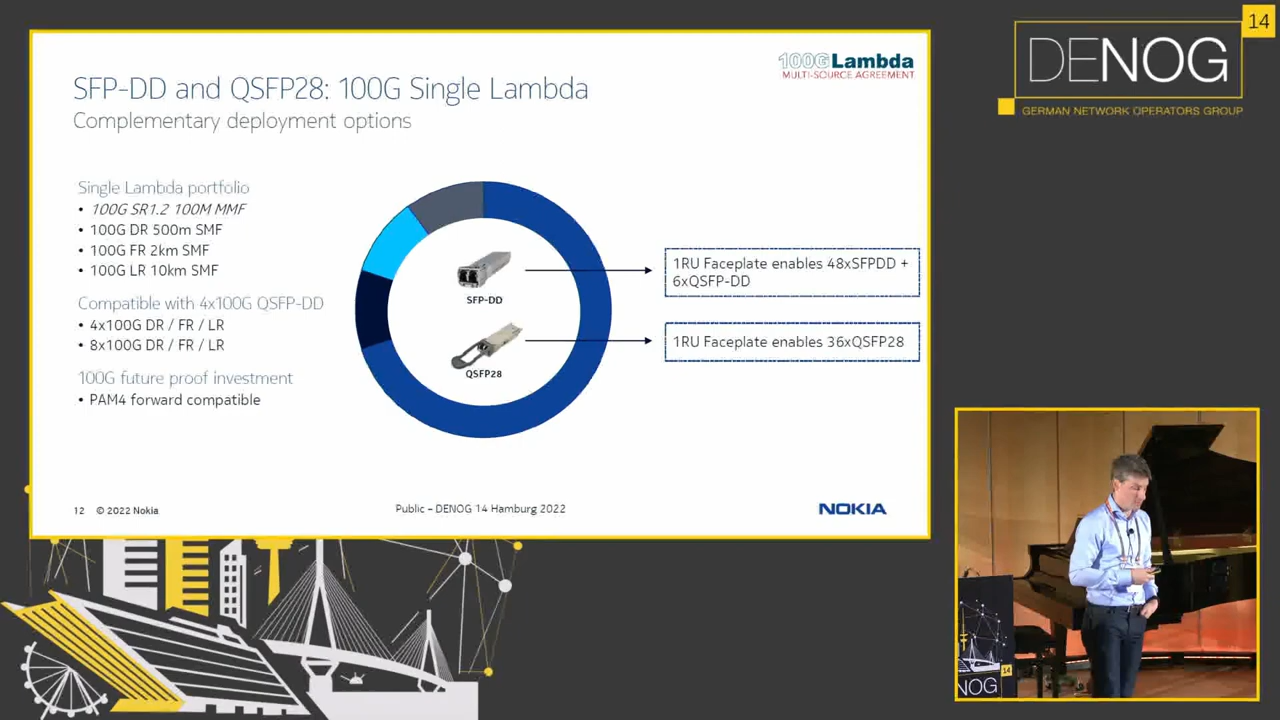 100G Lambda
MULTI-SOURCE AGREEMENT
SFP-DD and QSFP28: 100G Single Lambda
Complementary deployment options
Single Lambda portfolio
• 100G SR1.2 100M MMF
• 100G DR 500m SMF
• 100G FR 2km SMF
• 100G LR 10km SMF
Compatible with 4x100G QSFP-DD
• 4x100G DR / FR / LR
• 8x100G DR / FR / LR
100G future proof investment
• PAM4 forward compatible
SFP-DD
QSFP28
1RU Faceplate enables 48xSFPDD +
6xQSFP-DD
1RU Faceplate enables 36xQSFP28
12 © 2022 Nokia
Public – DENOG 14 Hamburg 2022
NOKIA
14
DENOG
GERMAN NETWORK OPERATORS GROUP
14
NOG